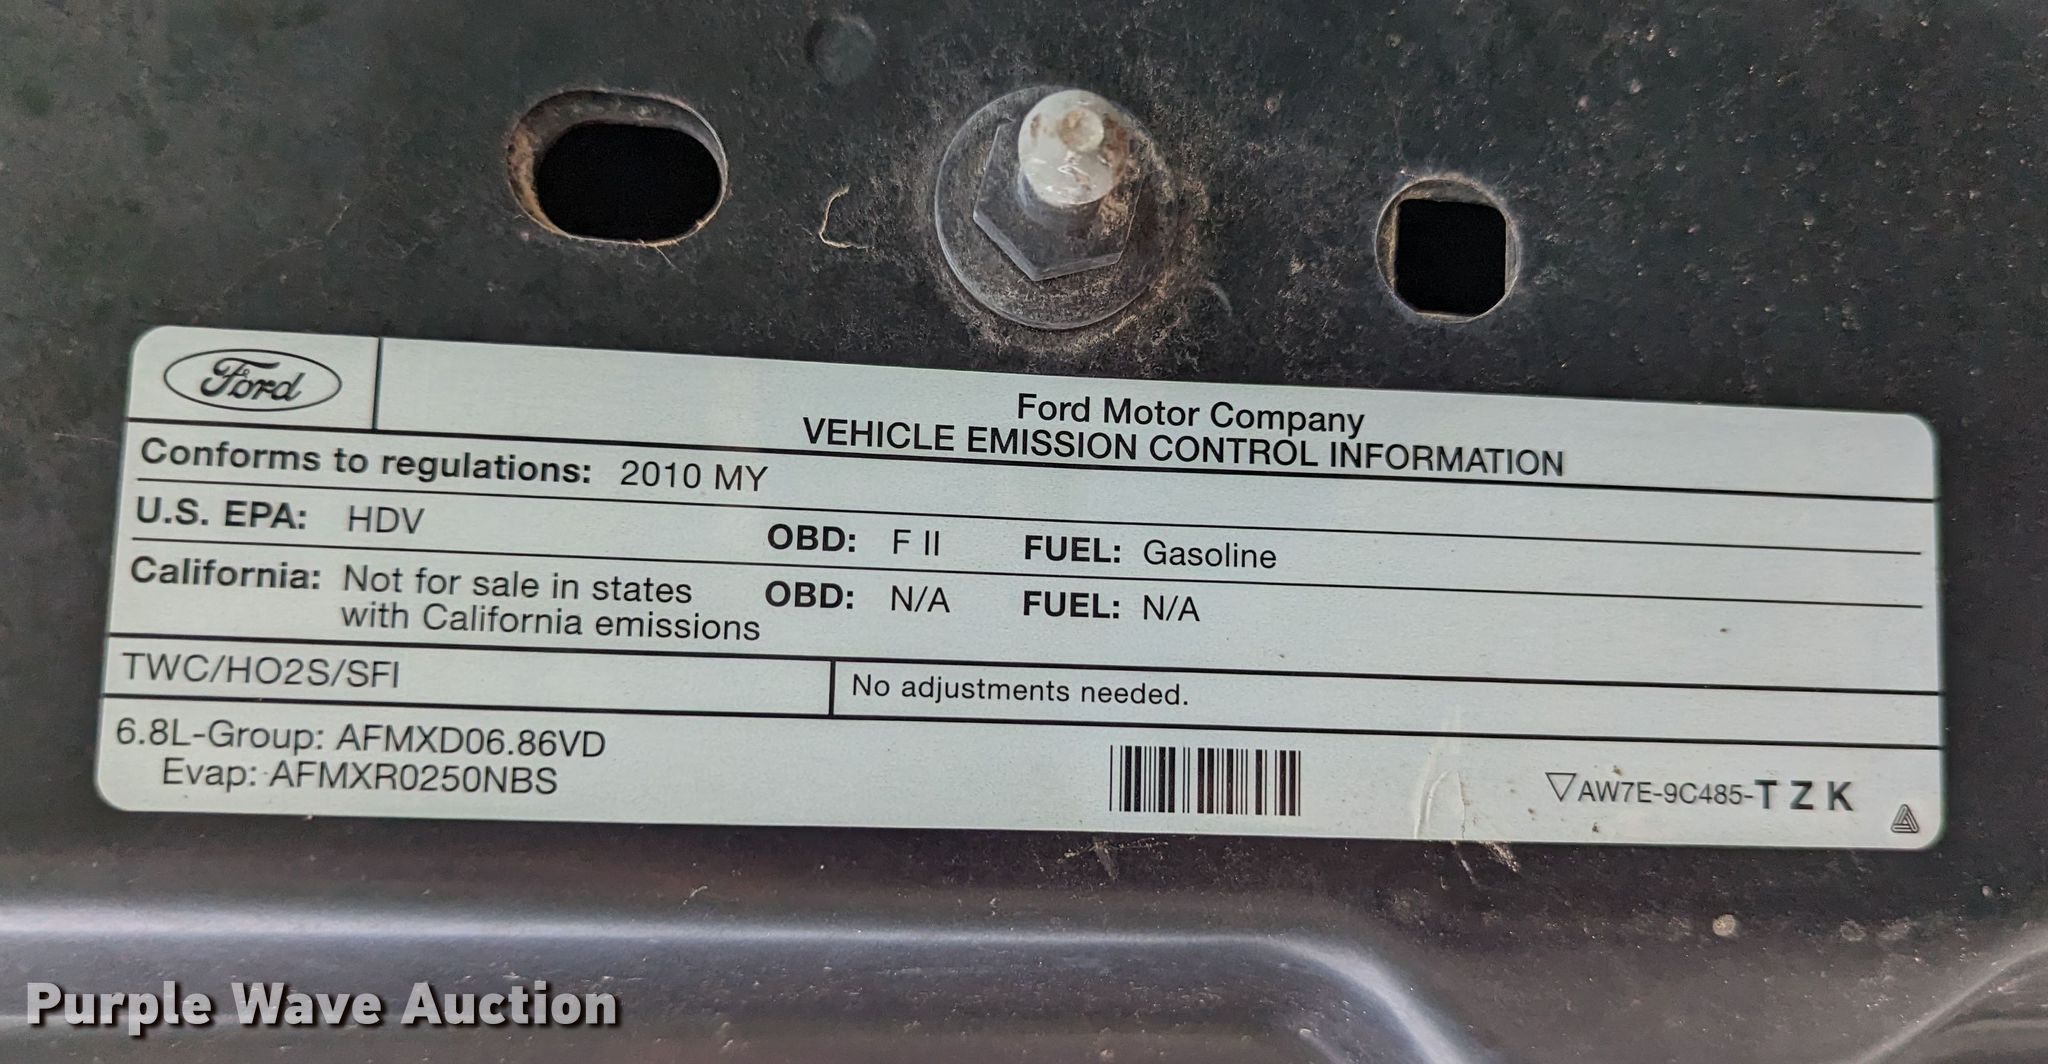 Ford
Ford Motor Company
VEHICLE EMISSION CONTROL INFORMATION
Conforms to regulations: 2010 MY
U.S. EPA: HDV OBD: F II FUEL: Gasoline
California: Not for sale in states with California emissions OBD: N/A FUEL: N/A
TWC/HO2S/SFI
No adjustments needed.
6.8L-Group: AFMXD06.86VD
Evap: AFMXR0250NBS
▽AW7E-9C485-T Z K
Purple Wave Auction